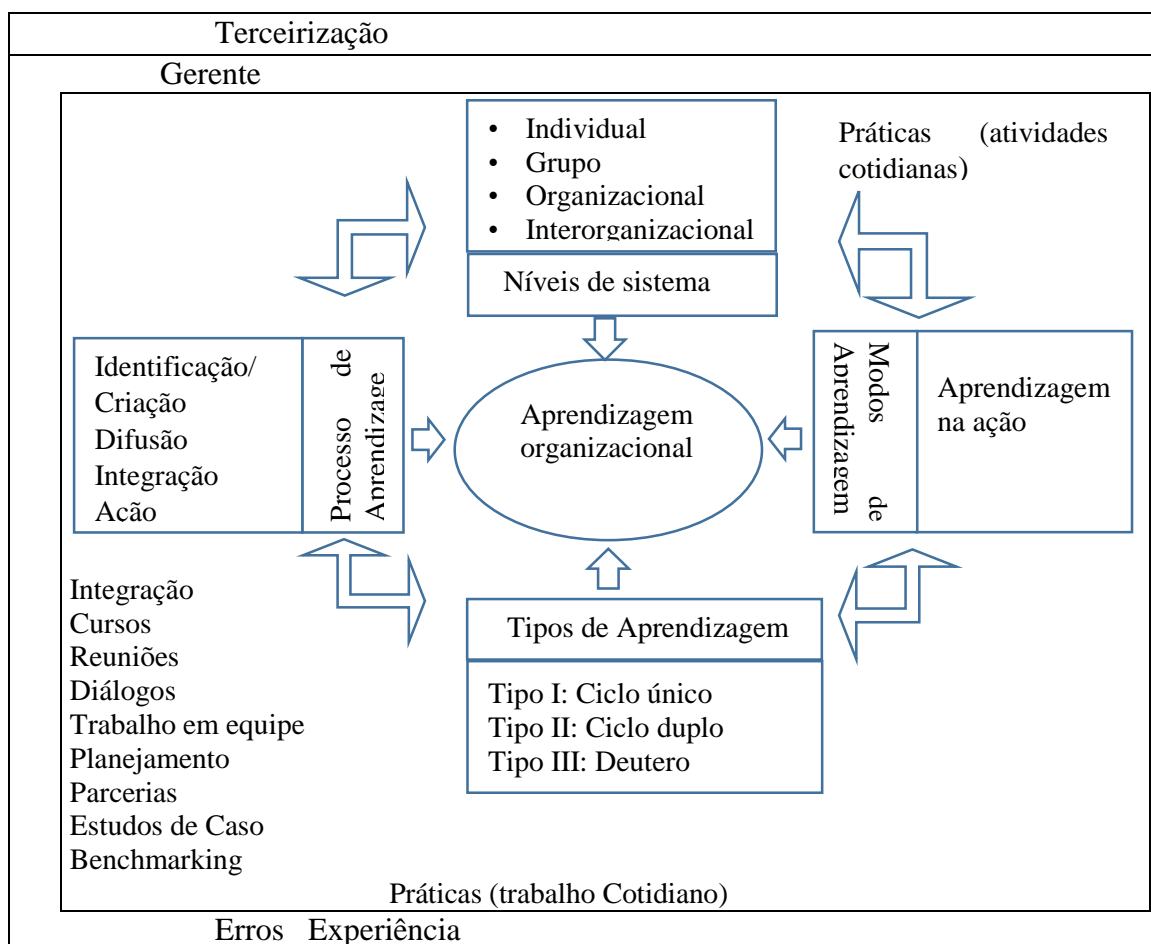 Terceirização
Gerente
• Individual
• Grupo
• Organizacional
• Interorganizacional
Níveis de sistema
Práticas (atividades
cotidianas)
Identificação/
Criação
Difusão
Integração
Ação
Processo de
Aprendizage
Aprendizagem
organizacional
Modos de
Aprendizagem
Aprendizagem
na ação
Tipos de Aprendizagem
Tipo I: Ciclo único
Tipo II: Ciclo duplo
Tipo III: Deutero
Integração
Cursos
Reuniões
Diálogos
Trabalho em equipe
Planejamento
Parcerias
Estudos de Caso
Benchmarking
Práticas (trabalho Cotidiano)
Erros Experiência